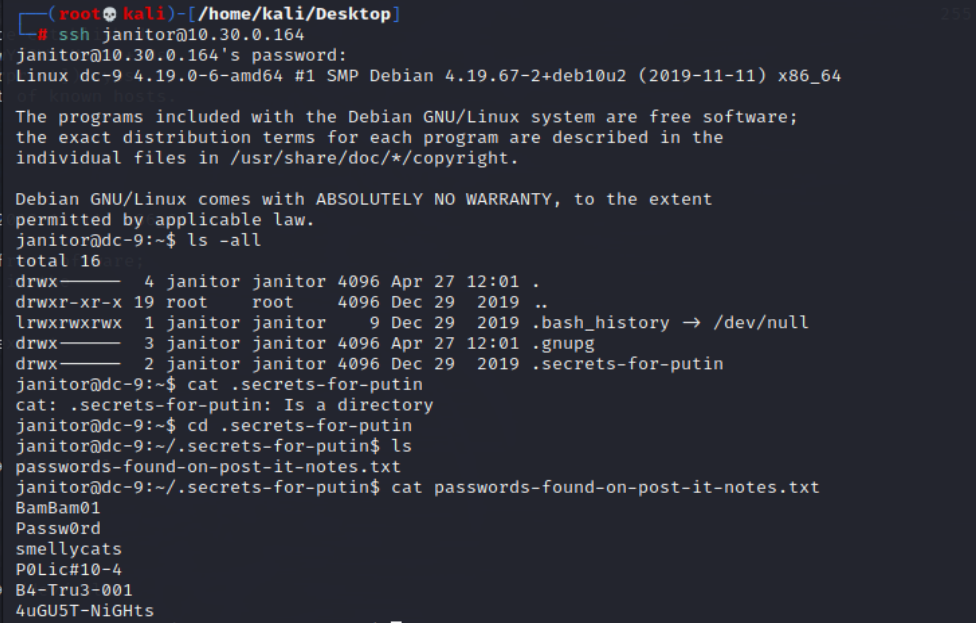 (root💀kali)-[/home/kali/Desktop]
# ssh janitor@10.30.0.164
janitor@10.30.0.164's password:
Linux dc-9 4.19.0-6-amd64 #1 SMP Debian 4.19.67-2+deb10u2 (2019-11-11) x86_64
of known hosts.
The programs included with the Debian GNU/Linux system are free software;
the exact distribution terms for each program are described in the
individual files in /usr/share/doc/*/copyright.
Debian GNU/Linux comes with ABSOLUTELY NO WARRANTY, to the extent
permitted by applicable law.
janitor@dc-9:~$ ls -all
total 16
drwx------  4 janitor janitor 4096 Apr 27 12:01 .
drwxr-xr-x 19 root    root    4096 Dec 29  2019 ..
lrwxrwxrwx  1 janitor janitor    9 Dec 29  2019 .bash_history -> /dev/null
drwx------  3 janitor janitor 4096 Apr 27 12:01 .gnupg
drwx------  2 janitor janitor 4096 Dec 29  2019 .secrets-for-putin
janitor@dc-9:~$ cat .secrets-for-putin
cat: .secrets-for-putin: Is a directory
janitor@dc-9:~$ cd .secrets-for-putin
janitor@dc-9:~/.secrets-for-putin$ ls
passwords-found-on-post-it-notes.txt
janitor@dc-9:~/.secrets-for-putin$ cat passwords-found-on-post-it-notes.txt
BamBam01
Passw0rd
smellycats
P0Lic#10-4
B4-Tru3-001
4uGU5T-NiGHts